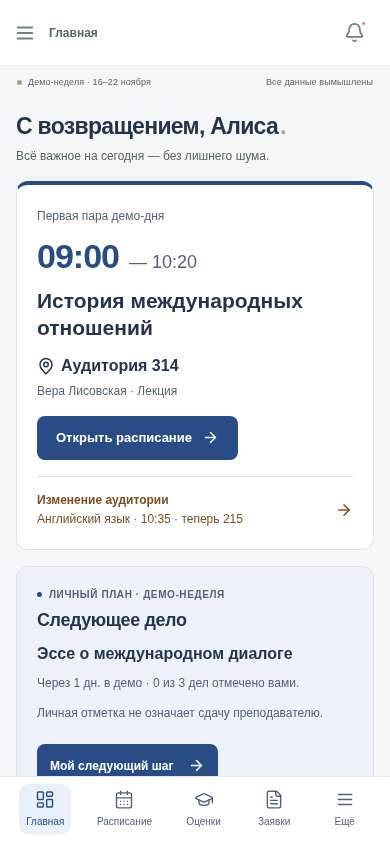 Главная
Демо-неделя · 16–22 ноября
Все данные вымышлены
С возвращением, Алиса.
Всё важное на сегодня — без лишнего шума.
Первая пара демо-дня
09:00 — 10:20
История международных
отношений
Аудитория 314
Вера Лисовская · Лекция
Открыть расписание
Изменение аудитории
Английский язык · 10:35 · теперь 215
ЛИЧНЫЙ ПЛАН · ДЕМО-НЕДЕЛЯ
Следующее дело
Эссе о международном диалоге
Через 1 дн. в демо · 0 из 3 дел отмечено вами.
Личная отметка не означает сдачу преподавателю.
Мой следующий шаг
Главная
Расписание
Оценки
Заявки
Ещё